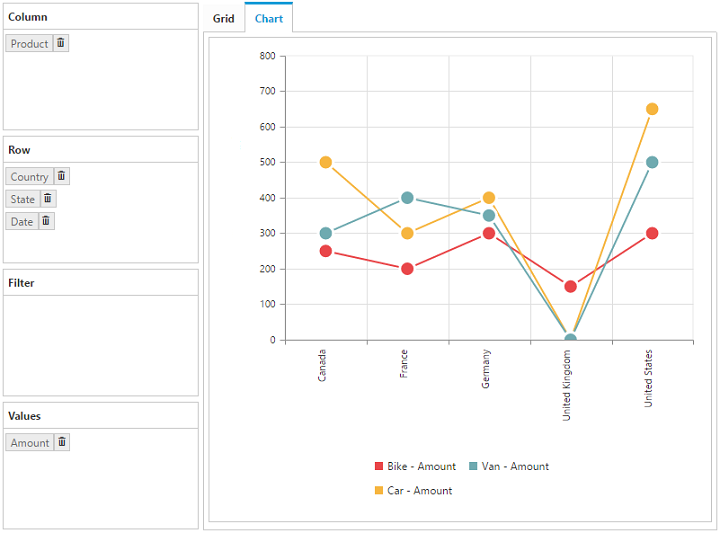 Column
Product
Row
Country
State
Date
Filter
Values
Amount
Grid Chart
800
700
600
500
400
300
200
100
0
Canada
France
Germany
United Kingdom
United States
Bike - Amount Van - Amount
Car - Amount